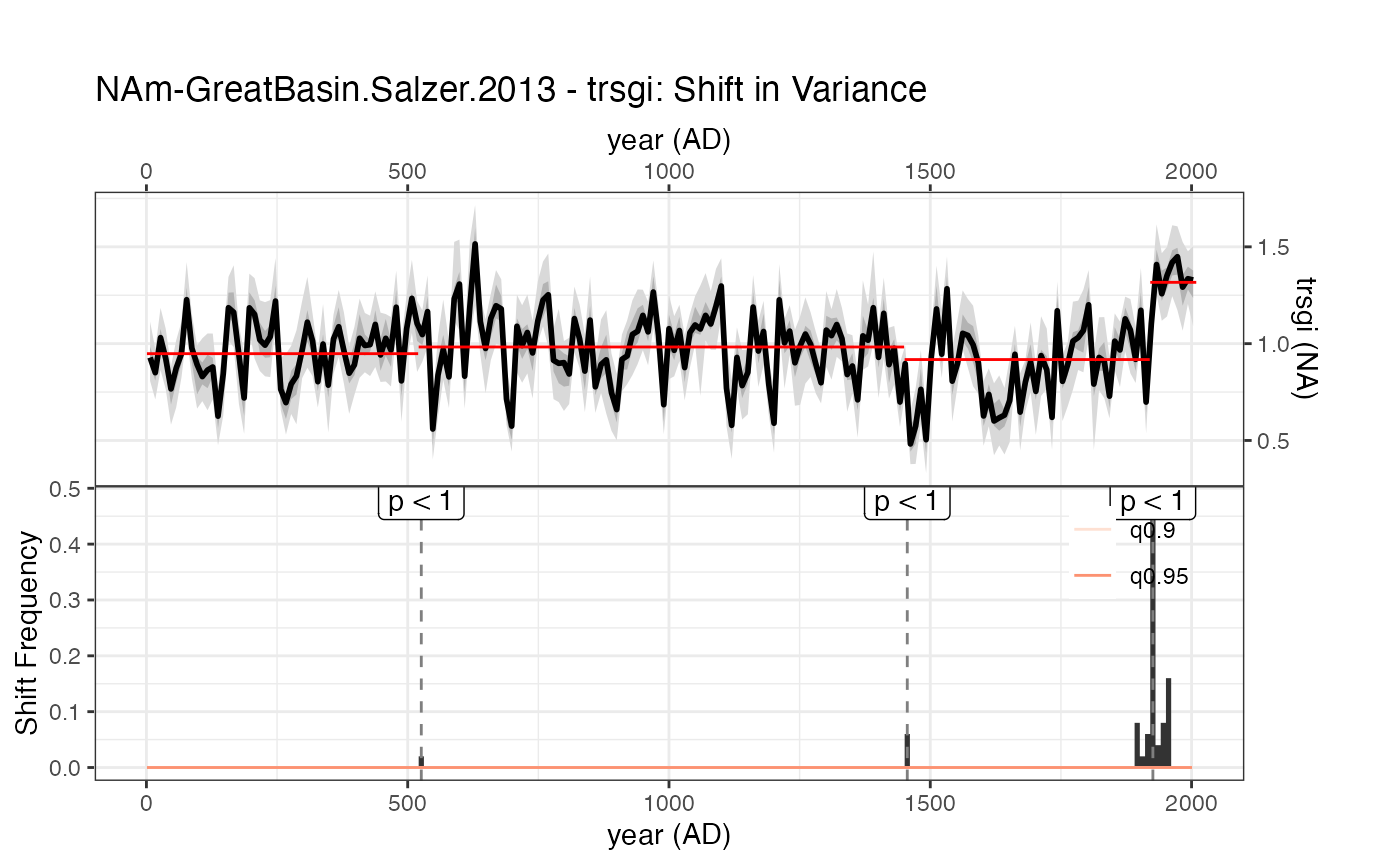 NAm-GreatBasin.Salzer.2013 - trsgi: Shift in Variance
year (AD)
0 500 1000 1500 2000
1.5
1.0
0.5
trsgi (NA)
0.5
0.4
0.3
0.2
0.1
0.0
Shift Frequency
p < 1 p < 1 p < 1
q0.9
q0.95
0 500 1000 1500 2000
year (AD)